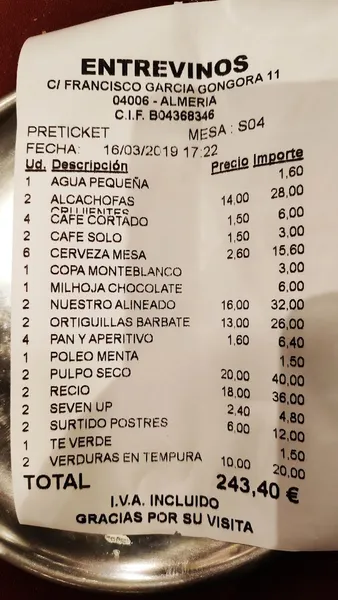 ENTREVINOS
C/ FRANCISCO GARCIA GONGORA 11
04006 - ALMERIA
C.I.F. B04368346
PRETICKET MESA : S04
FECHA: 16/03/2019 17:22
Ud. Descripción Precio Importe
1 AGUA PEQUEÑA 1,60
2 ALCACHOFAS 14,00 28,00
CRUJIENTES
4 CAFE CORTADO 1,50 6,00
2 CAFE SOLO 1,50 3,00
6 CERVEZA MESA 2,60 15,60
1 COPA MONTEBLANCO 3,00
1 MILHOJA CHOCOLATE 6,00
2 NUESTRO ALINEADO 16,00 32,00
2 ORTIGUILLAS BARBATE 13,00 26,00
4 PAN Y APERITIVO 1,60 6,40
1 POLEO MENTA 1,50
2 PULPO SECO 20,00 40,00
2 RECIO 18,00 36,00
2 SEVEN UP 2,40 4,80
2 SURTIDO POSTRES 6,00 12,00
1 TE VERDE 1,50
2 VERDURAS EN TEMPURA 10,00 20,00
TOTAL 243,40 €
I.V.A. INCLUIDO
GRACIAS POR SU VISITA